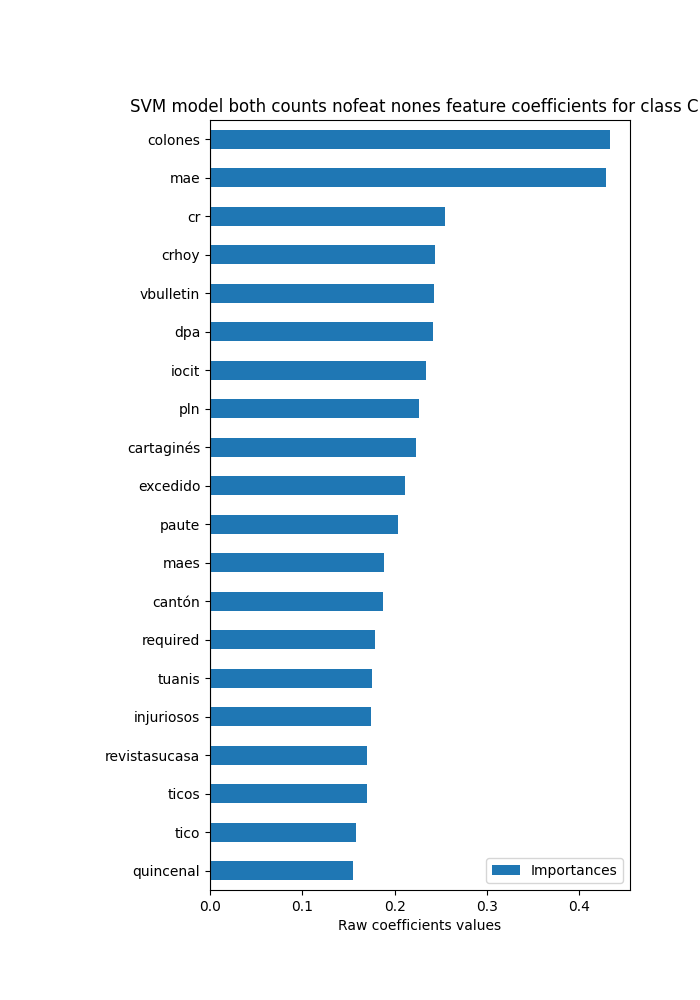 SVM model both counts nofeat nones feature coefficients for class C
colones
mae
cr
crhoy
vbulletin
dpa
iocit
pln
cartaginés
excedido
paute
maes
cantón
required
tuanis
injuriosos
revistasucasa
ticos
tico
quincenal
Importances
0.0 0.1 0.2 0.3 0.4
Raw coefficients values